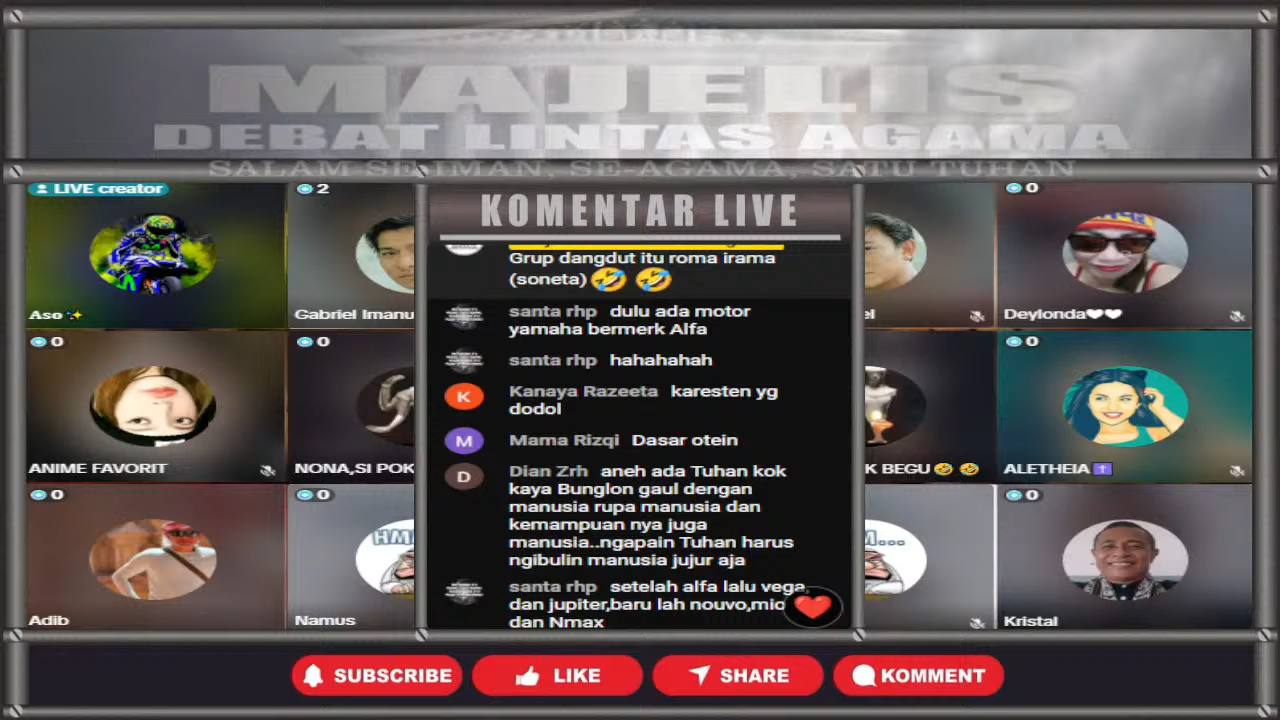 MAJELIS
DEBAT LINTAS AGAMA
SALAM SEIMAN, SE-AGAMA, SATU TUHAN
LIVE creator
2
KOMENTAR LIVE
0
Grup dangdut itu roma irama
(soneta) 🤣 🤣
Aso ✨
Gabriel Imanu
el
Deylonda❤❤
santa rhp dulu ada motor
yamaha bermerk Alfa
santa rhp hahahahah
0
0
0
K
Kanaya Razeeta karesten yg
dodol
M
Mama Rizqi Dasar otein
ANIME FAVORIT
NONA,SI POK
K BEGU 🤣 🤣
ALETHEIA ✝
D
Dian Zrh aneh ada Tuhan kok
kaya Bunglon gaul dengan
manusia rupa manusia dan
kemampuan nya juga
manusia..ngapain Tuhan harus
ngibulin manusia jujur aja
0
0
0
HMM
...
santa rhp setelah alfa lalu vega
dan jupiter,baru lah nouvo,mio
dan Nmax
Adib
Namus
Kristal
SUBSCRIBE
LIKE
SHARE
KOMMENT